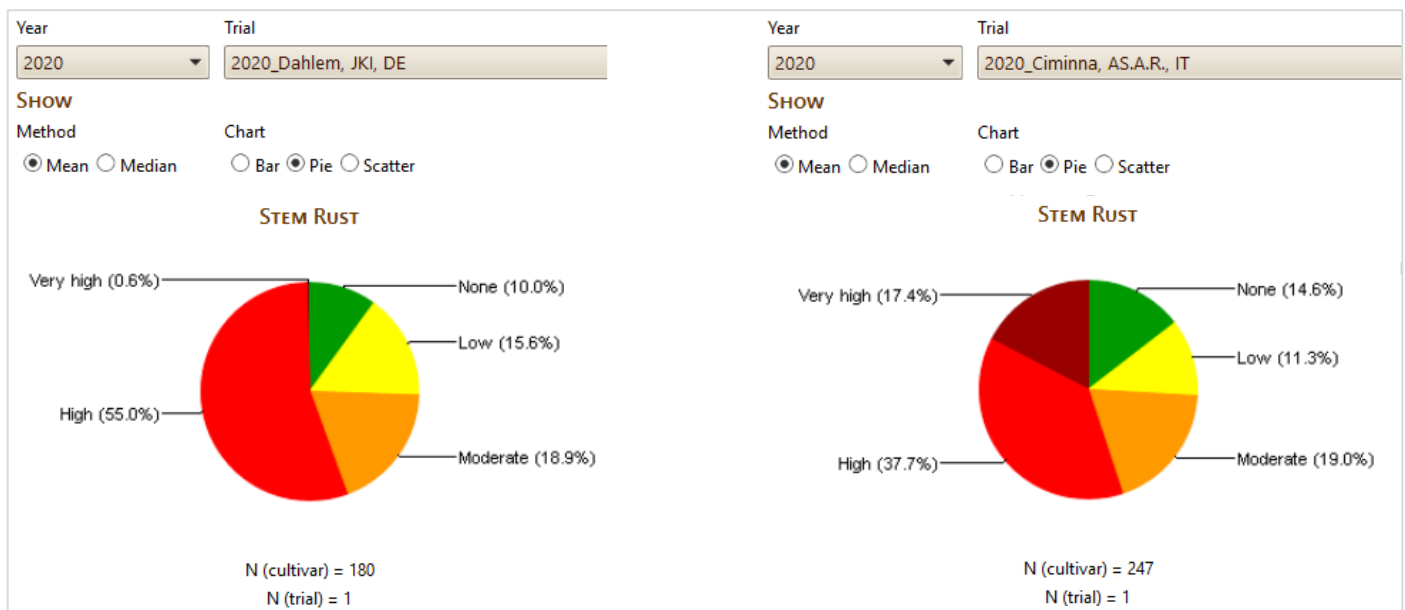 Year Trial
2020 2020_Dahlem, JKI, DE
SHOW
Method Chart
Mean Median Bar Pie Scatter
STEM RUST
Very high (0.6%)
None (10.0%)
Low (15.6%)
High (55.0%)
Moderate (18.9%)
N (cultivar) = 180
N (trial) = 1
Year Trial
2020 2020_Ciminna, AS.A.R., IT
SHOW
Method Chart
Mean Median Bar Pie Scatter
STEM RUST
Very high (17.4%)
None (14.6%)
Low (11.3%)
High (37.7%)
Moderate (19.0%)
N (cultivar) = 247
N (trial) = 1